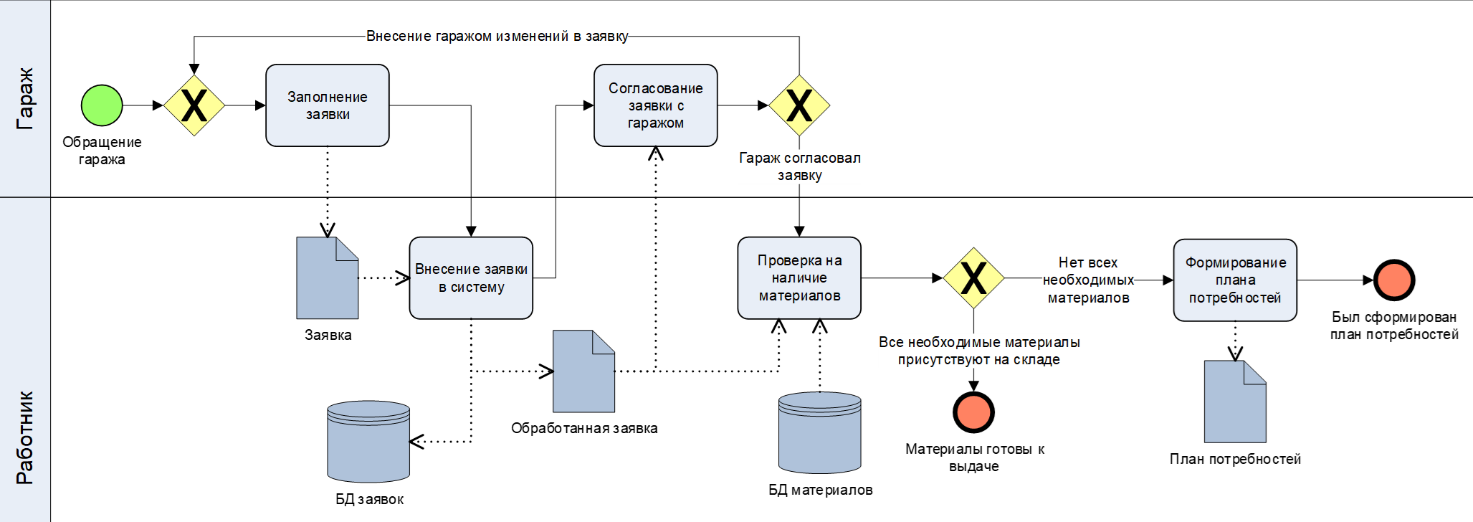 Гараж
Внесение гаражом изменений в заявку
Обращение
гаража
Заполнение
заявки
Согласование
заявки с
гаражом
Гараж согласовал
заявку
Работник
Заявка
Внесение заявки
в систему
БД заявок
Обработанная заявка
Проверка на
наличие
материалов
БД материалов
Нет всех
необходимых
материалов
Все необходимые материалы
присутствуют на складе
Материалы готовы к
выдаче
Формирование
плана
потребностей
План потребностей
Был сформирован
план потребностей